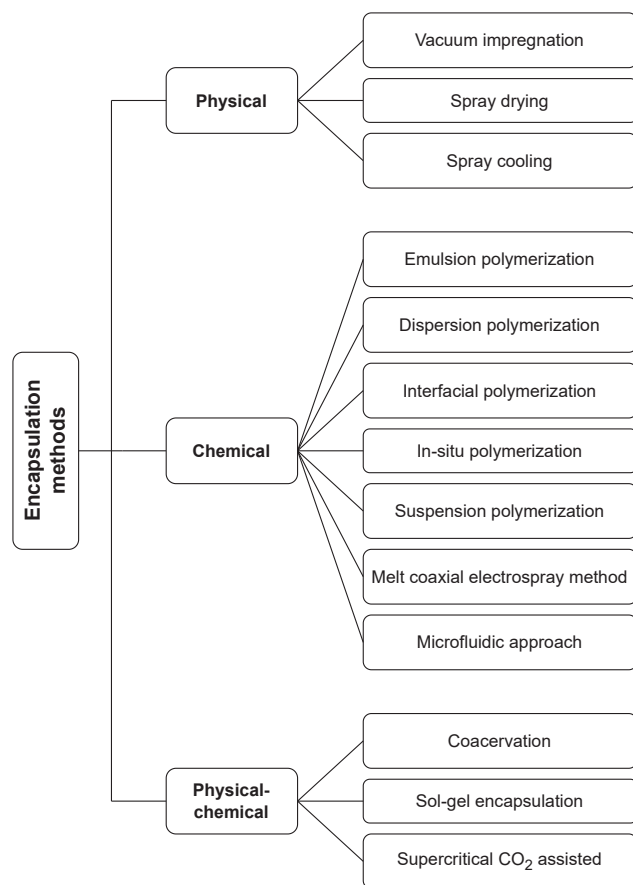 Encapsulation
methods
Physical
Vacuum impregnation
Spray drying
Spray cooling
Chemical
Emulsion polymerization
Dispersion polymerization
Interfacial polymerization
In-situ polymerization
Suspension polymerization
Melt coaxial electrospray method
Microfluidic approach
Physical-
chemical
Coacervation
Sol-gel encapsulation
Supercritical CO₂ assisted